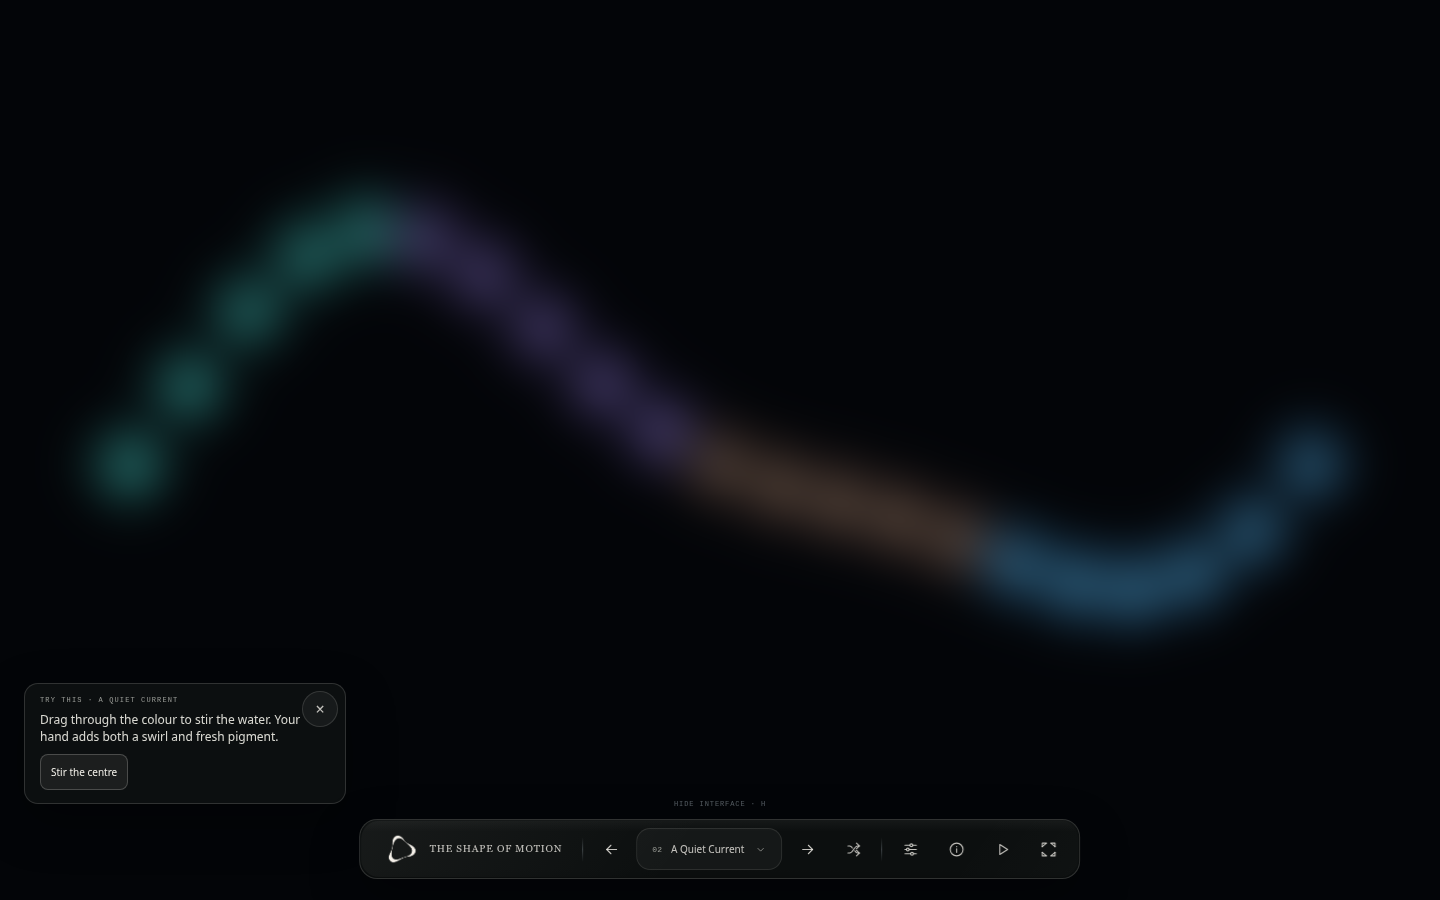 TRY THIS · A QUIET CURRENT
Drag through the colour to stir the water. Your
hand adds both a swirl and fresh pigment.
Stir the centre
HIDE INTERFACE · H
THE SHAPE OF MOTION
02 A Quiet Current